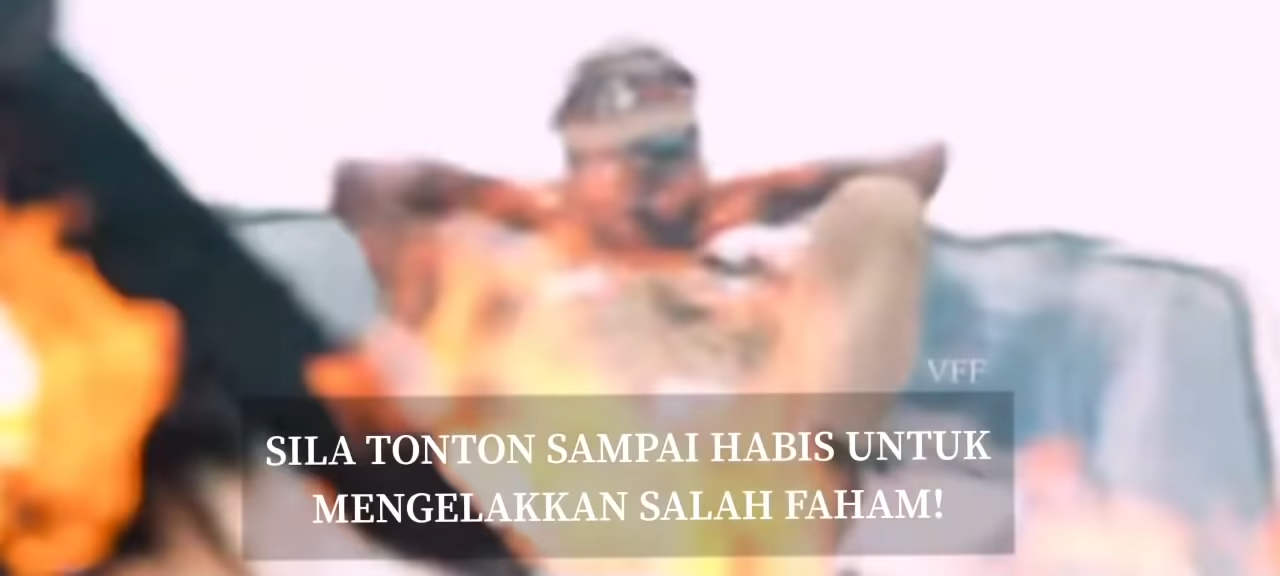 VFF
SILA TONTON SAMPAI HABIS UNTUK
MENGELAKKAN SALAH FAHAM!